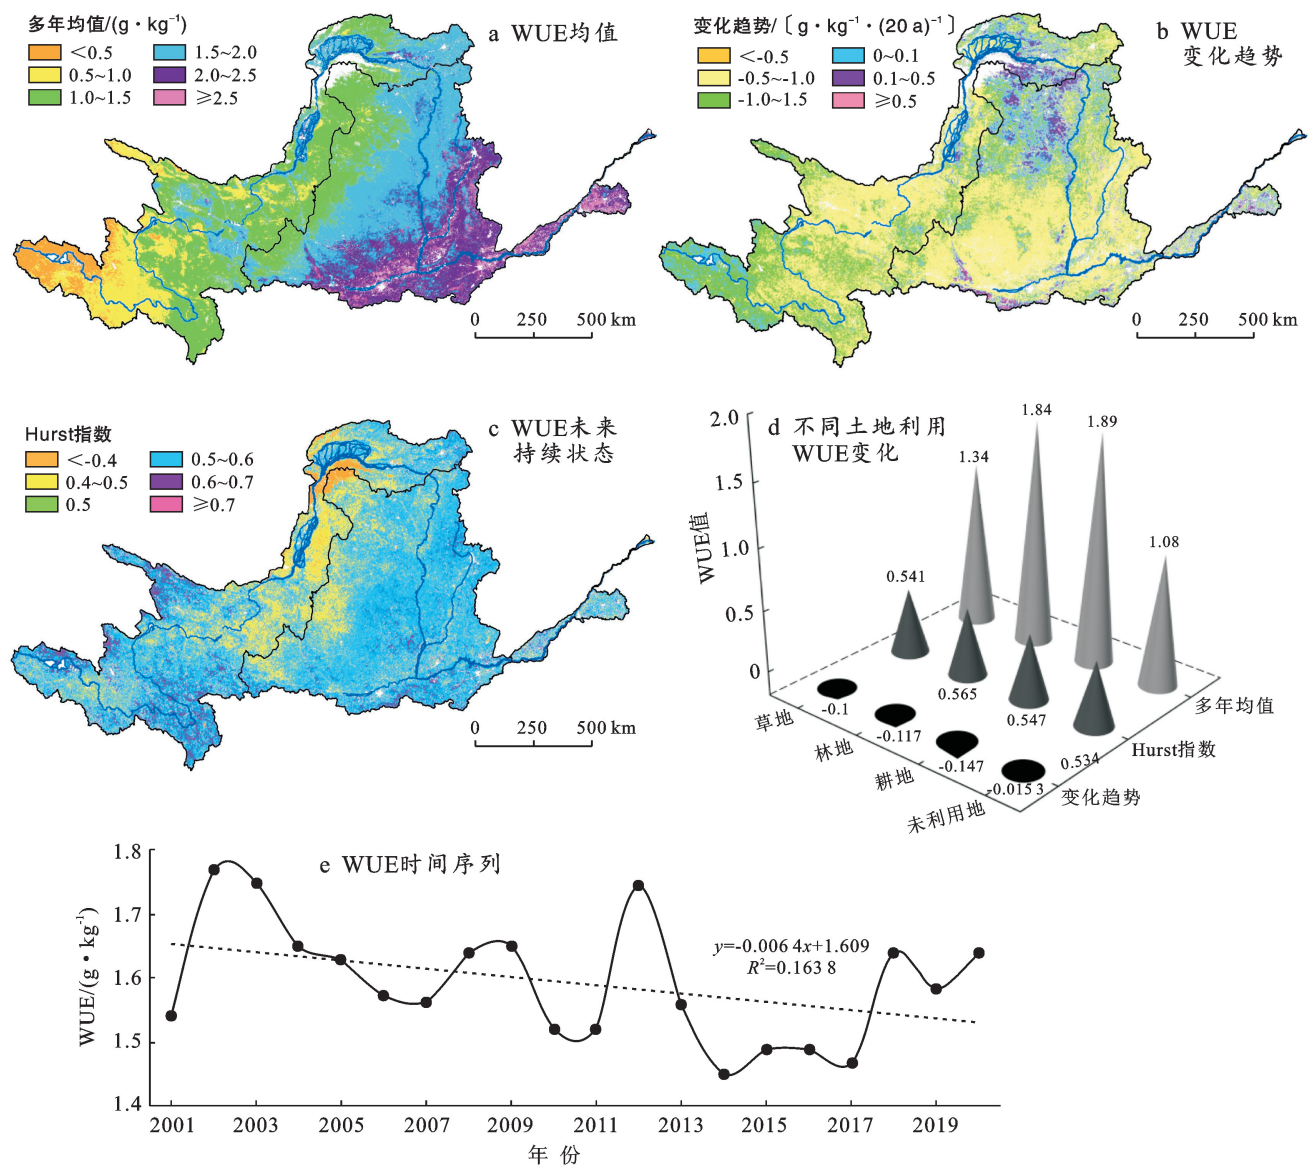 多年均值/(g·kg⁻¹)
<0.5
0.5~1.0
1.0~1.5
1.5~2.0
2.0~2.5
≥2.5
a WUE均值
0 250 500 km
变化趋势/〔g·kg⁻¹·(20 a)⁻¹〕
<-0.5
-0.5~-1.0
-1.0~1.5
0~0.1
0.1~0.5
≥0.5
b WUE
变化趋势
0 250 500 km
Hurst指数
<-0.4
0.4~0.5
0.5
0.5~0.6
0.6~0.7
≥0.7
c WUE未来
持续状态
0 250 500 km
d 不同土地利用
WUE变化
WUE值
2.0
1.5
1.0
0.5
0
1.34
1.84
1.89
1.08
0.541
0.565
0.547
0.534
-0.1
-0.117
-0.147
-0.015 3
草地
林地
耕地
未利用地
变化趋势
Hurst指数
多年均值
e WUE时间序列
WUE/(g·kg⁻¹)
1.8
1.7
1.6
1.5
1.4
y=-0.006 4x+1.609
R²=0.163 8
2001 2003 2005 2007 2009 2011 2013 2015 2017 2019
年 份